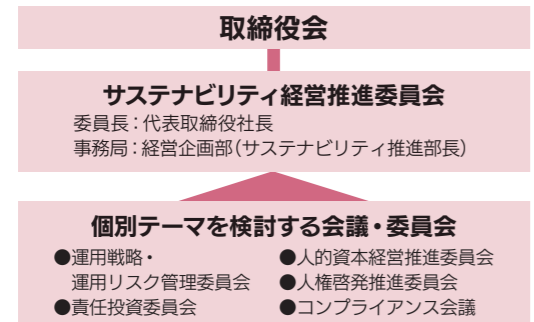 取締役会
サステナビリティ経営推進委員会
委員長：代表取締役社長
事務局：経営企画部（サステナビリティ推進部長）
個別テーマを検討する会議・委員会
●運用戦略・
運用リスク管理委員会
●責任投資委員会
●人的資本経営推進委員会
●人権啓発推進委員会
●コンプライアンス会議